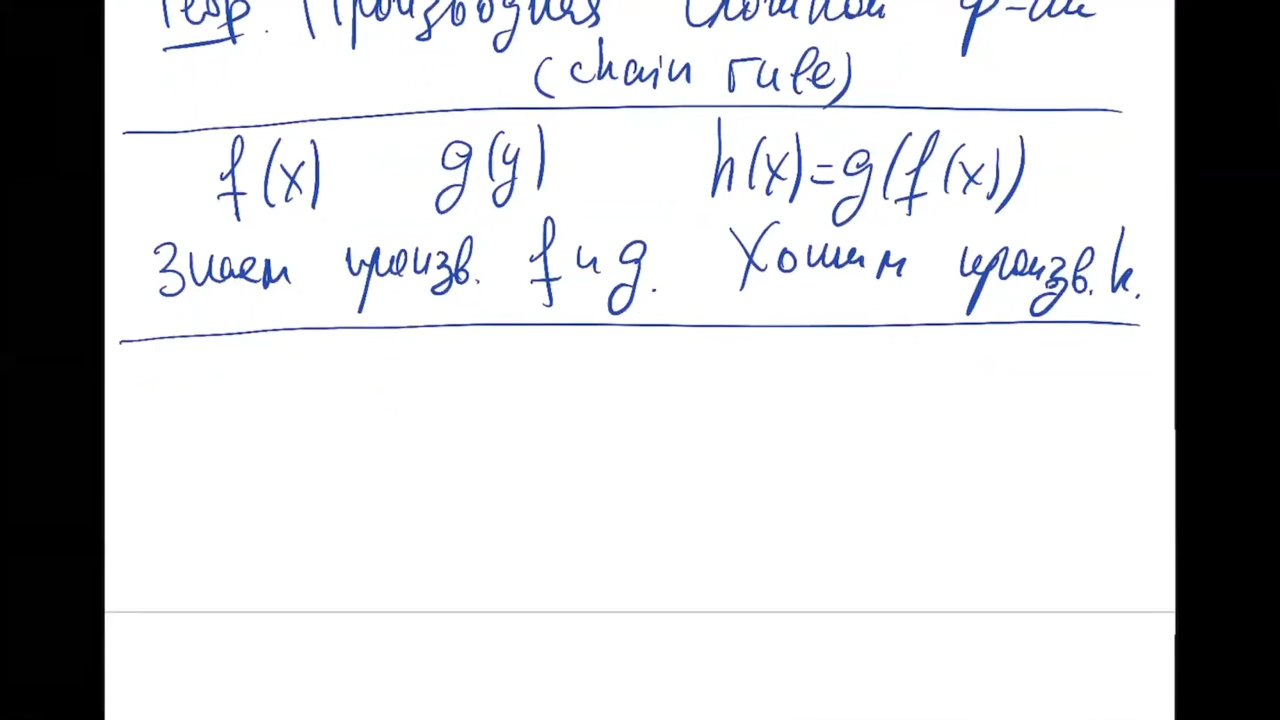 Теор. Производная сложной ф-ии
(chain rule)
f(x) g(y) h(x)=g(f(x))
Знаем произв. f и g. Хотим произв. h.